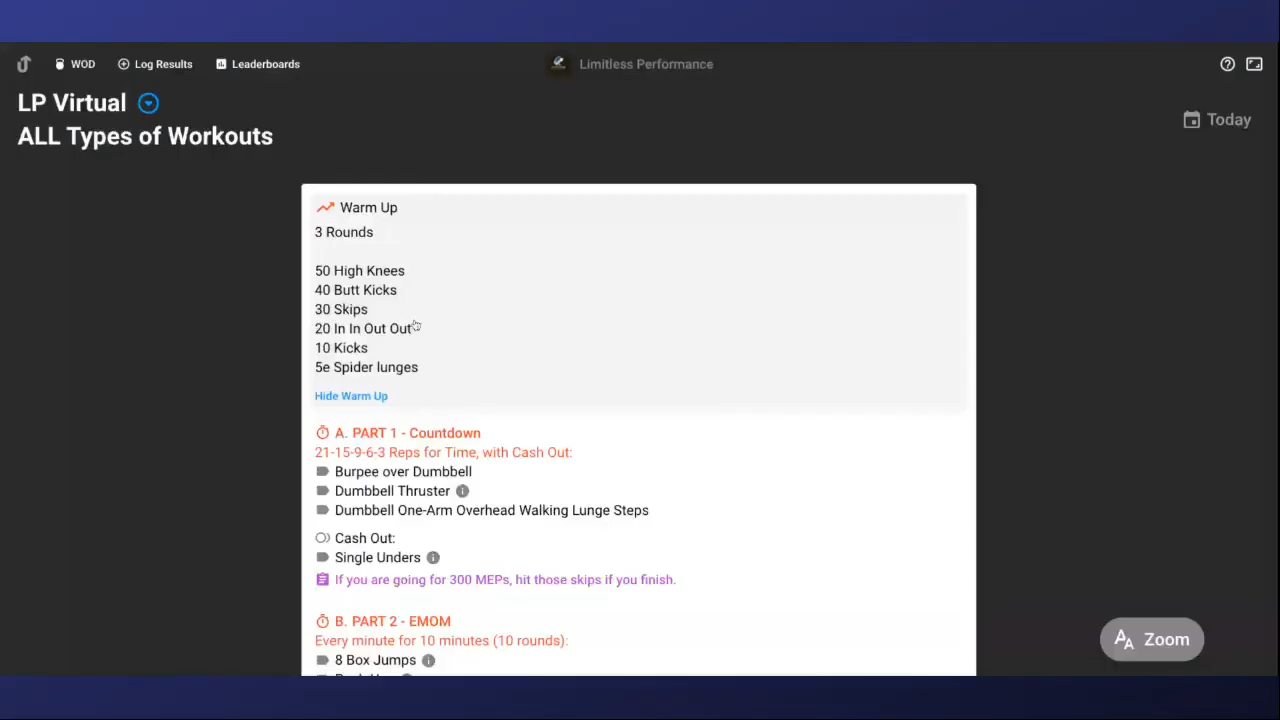 WOD Log Results Leaderboards Limitless Performance
LP Virtual
ALL Types of Workouts
Today
Warm Up
3 Rounds
50 High Knees
40 Butt Kicks
30 Skips
20 In In Out Out
10 Kicks
5e Spider lunges
Hide Warm Up
A. PART 1 - Countdown
21-15-9-6-3 Reps for Time, with Cash Out:
Burpee over Dumbbell
Dumbbell Thruster
Dumbbell One-Arm Overhead Walking Lunge Steps
Cash Out:
Single Unders
If you are going for 300 MEPs, hit those skips if you finish.
B. PART 2 - EMOM
Every minute for 10 minutes (10 rounds):
8 Box Jumps
Zoom